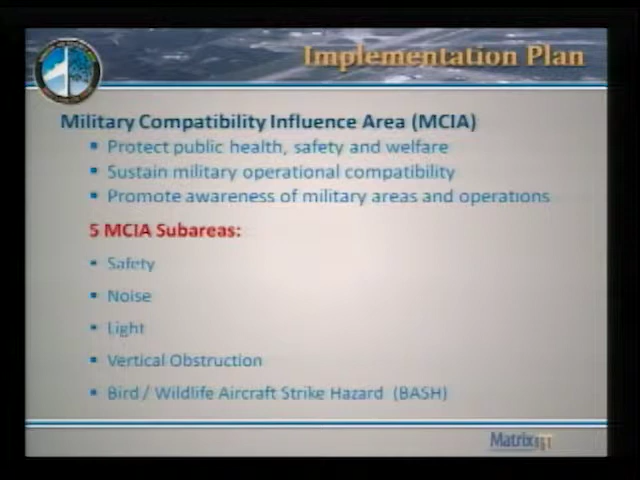 Implementation Plan
Military Compatibility Influence Area (MCIA)
▪ Protect public health, safety and welfare
▪ Sustain military operational compatibility
▪ Promote awareness of military areas and operations
5 MCIA Subareas:
▪ Safety
▪ Noise
▪ Light
▪ Vertical Obstruction
▪ Bird / Wildlife Aircraft Strike Hazard (BASH)
Matrix